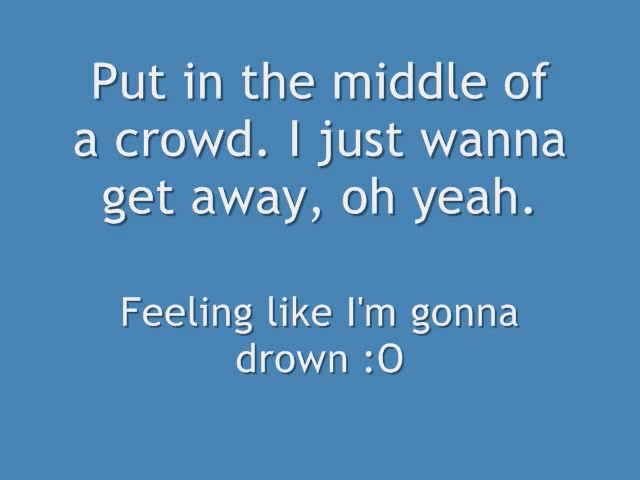 Put in the middle of
a crowd. I just wanna
get away, oh yeah.
Feeling like I'm gonna
drown :O